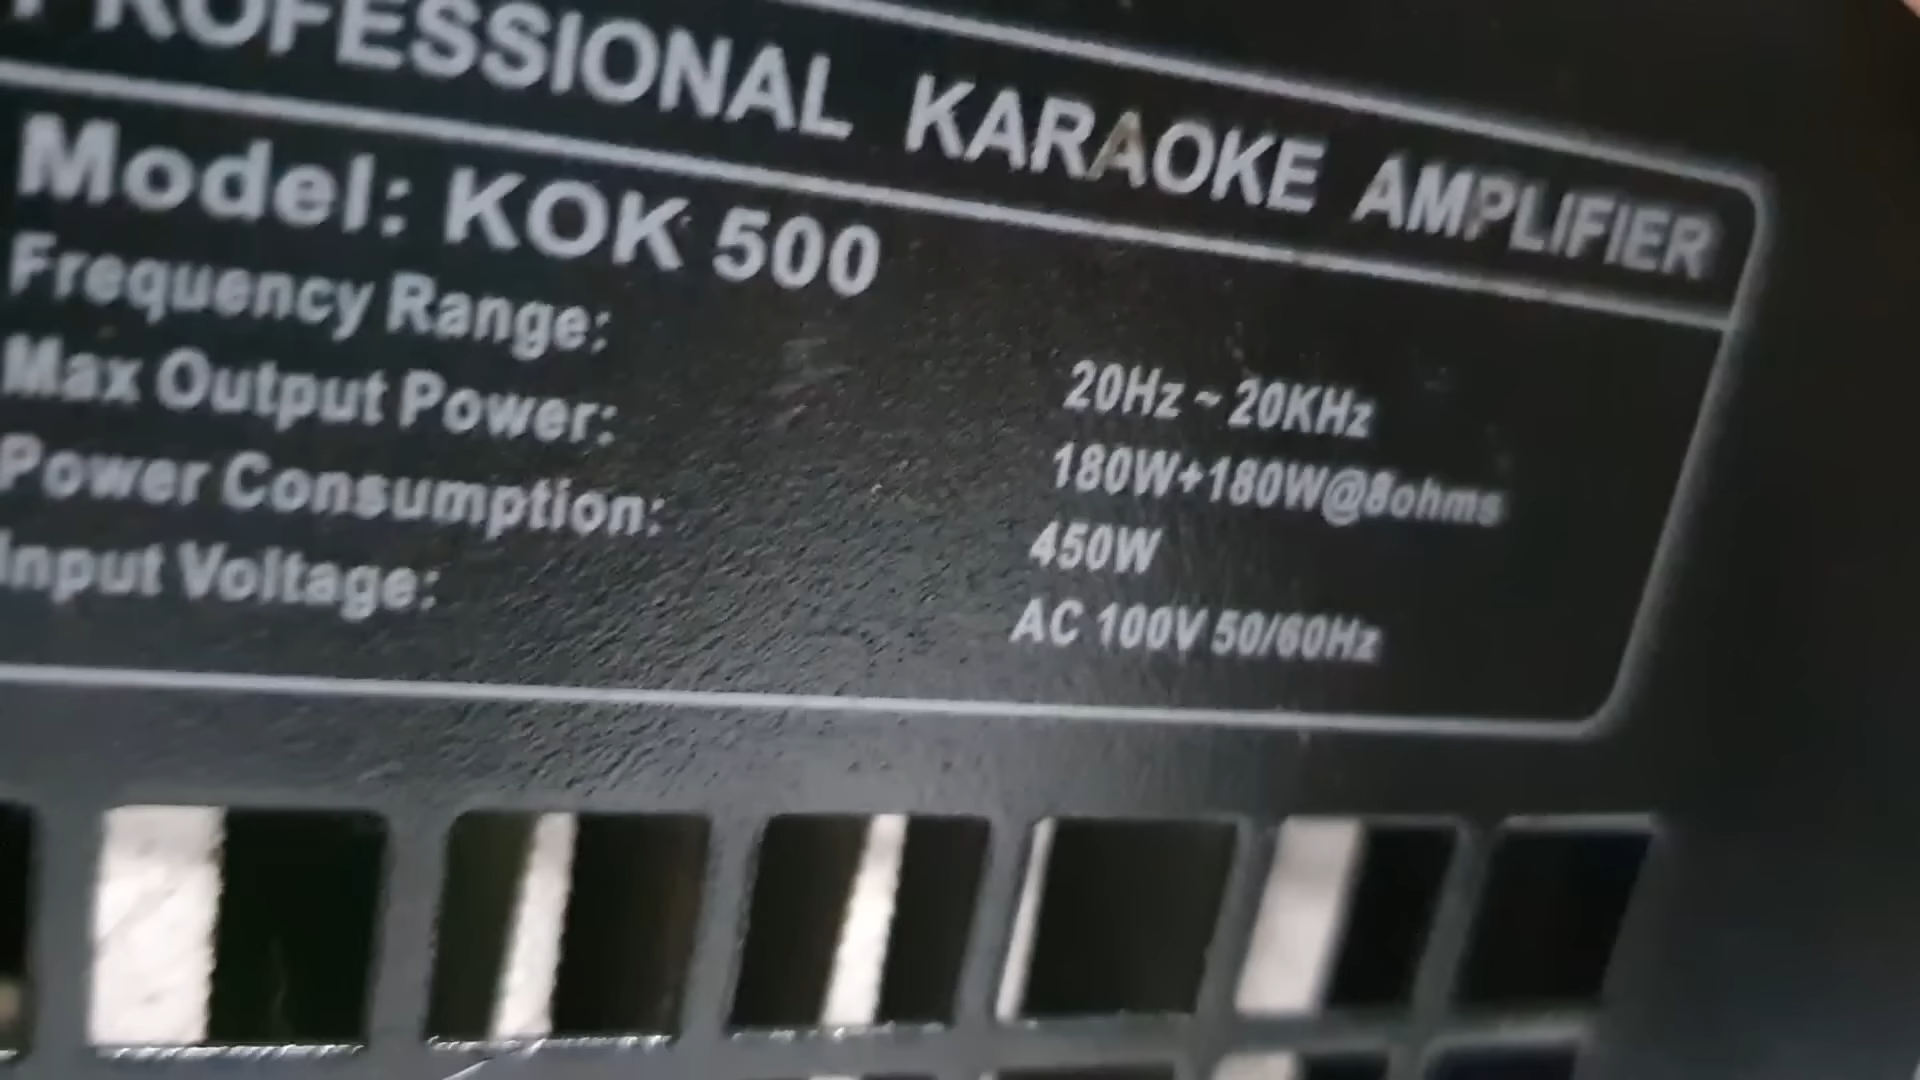 PROFESSIONAL KARAOKE AMPLIFIER
Model: KOK 500
Frequency Range: 20Hz ~ 20KHz
Max Output Power: 180W+180W@8ohms
Power Consumption: 450W
Input Voltage: AC 100V 50/60Hz